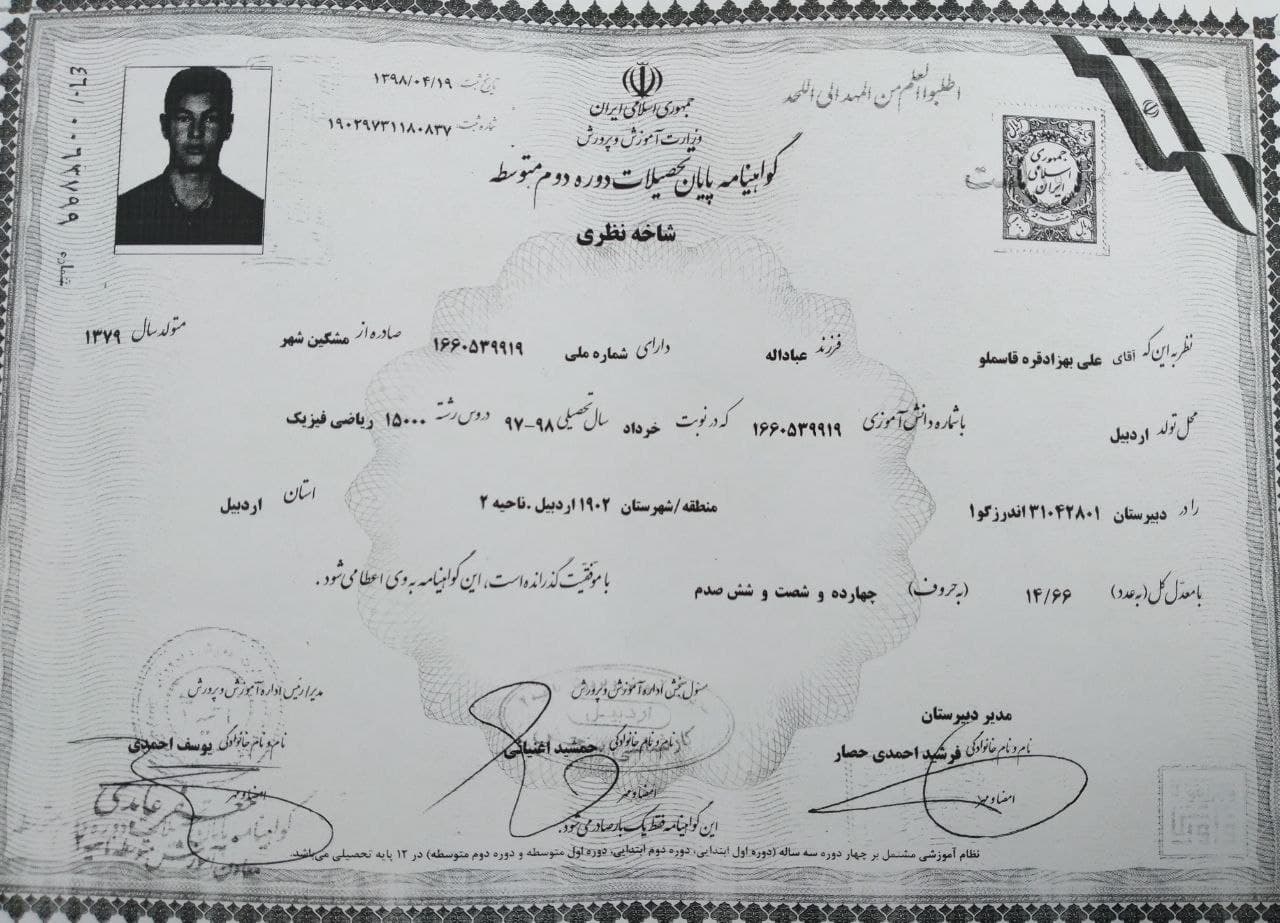 اطلبوا العلم من المهد الی اللحد
جمهوری اسلامی ایران
وزارت آموزش و پرورش
گواهینامه پایان تحصیلات دوره دوم متوسطه
شاخه نظری
تاریخ ثبت ۱۳۹۸/۰۴/۱۹
شماره ثبت ۱۹۰۲۹۷۳۱۱۸۰۸۳۷
شماره
جمهوری اسلامی ایران
نظر به این که آقای علی بهزادقره قاسملو فرزند عباداله دارای شماره ملی ۱۶۶۰۵۳۹۹۱۹ صادره از مشگین شهر متولد سال ۱۳۷۹
محل تولد اردبیل با شماره دانش آموزی ۱۶۶۰۵۳۹۹۱۹ که در نوبت خرداد سال تحصیلی ۹۸-۹۷ دروس رشته ۱۵۰۰۰ ریاضی فیزیک
را در دبیرستان ۳۱۰۴۲۸۰۱ اندرزگو۱ منطقه/شهرستان ۱۹۰۲ اردبیل .ناحیه ۲ استان اردبیل
با معدل کل (به عدد) ۱۴/۶۶ (به حروف) چهارده و شصت و شش صدم با موفقیت گذرانده است، این گواهینامه به وی اعطا می شود .
مدیر دبیرستان
نام و نام خانوادگی فرشید احمدی حصار
امضا و مهر
مسئول سنجش اداره آموزش و پرورش
نام و نام خانوادگی جمشید اغنیائی
امضا و مهر
مدیر/رئیس اداره آموزش و پرورش
نام و نام خانوادگی یوسف احمدی
امضا و مهر
اردبیل
جعفر عابدی
این گواهینامه فقط یک بار صادر می شود.
نظام آموزشی مشتمل بر چهار دوره سه ساله (دوره اول ابتدایی، دوره دوم ابتدایی، دوره اول متوسطه و دوره دوم متوسطه) در ۱۲ پایه تحصیلی می‌باشد.